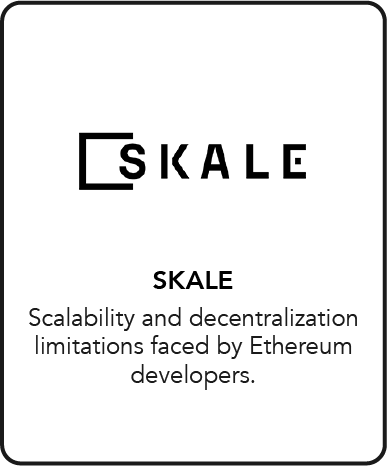 SKALE
SKALE
Scalability and decentralization
limitations faced by Ethereum
developers.